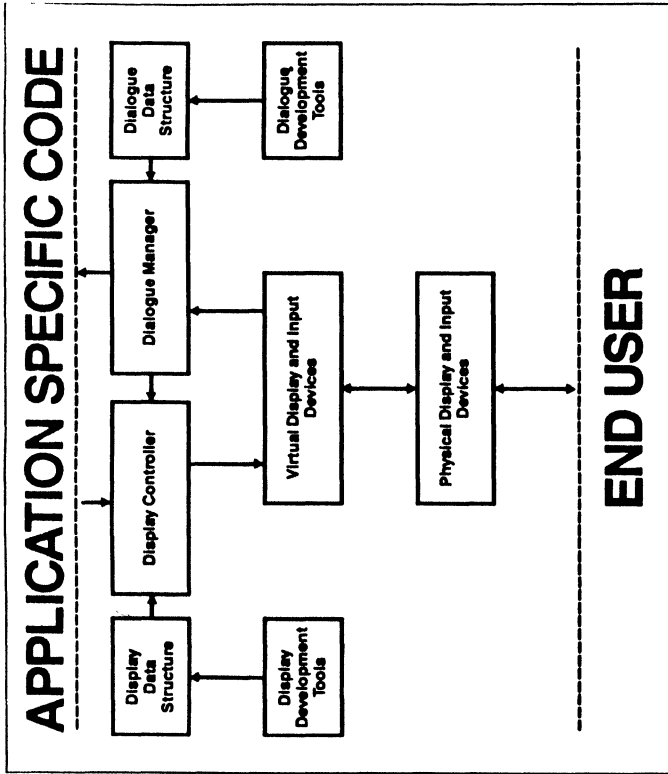 APPLICATION SPECIFIC CODE
Display
Data
Structure
Display Controller
Dialogue Manager
Dialogue
Data
Structure
Display
Development
Tools
Virtual Display and Input
Devices
Dialogue
Development
Tools
Physical Display and Input
Devices
END USER